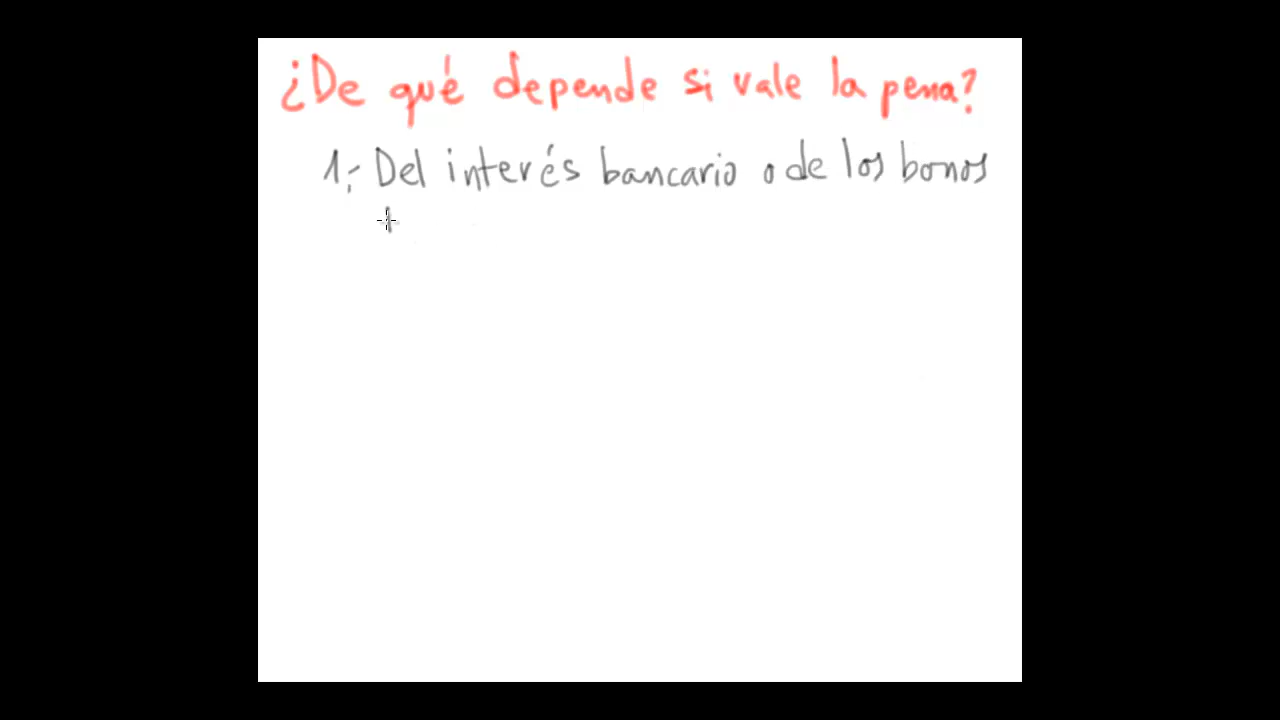 ¿De qué depende si vale la pena?
1.- Del interés bancario o de los bonos